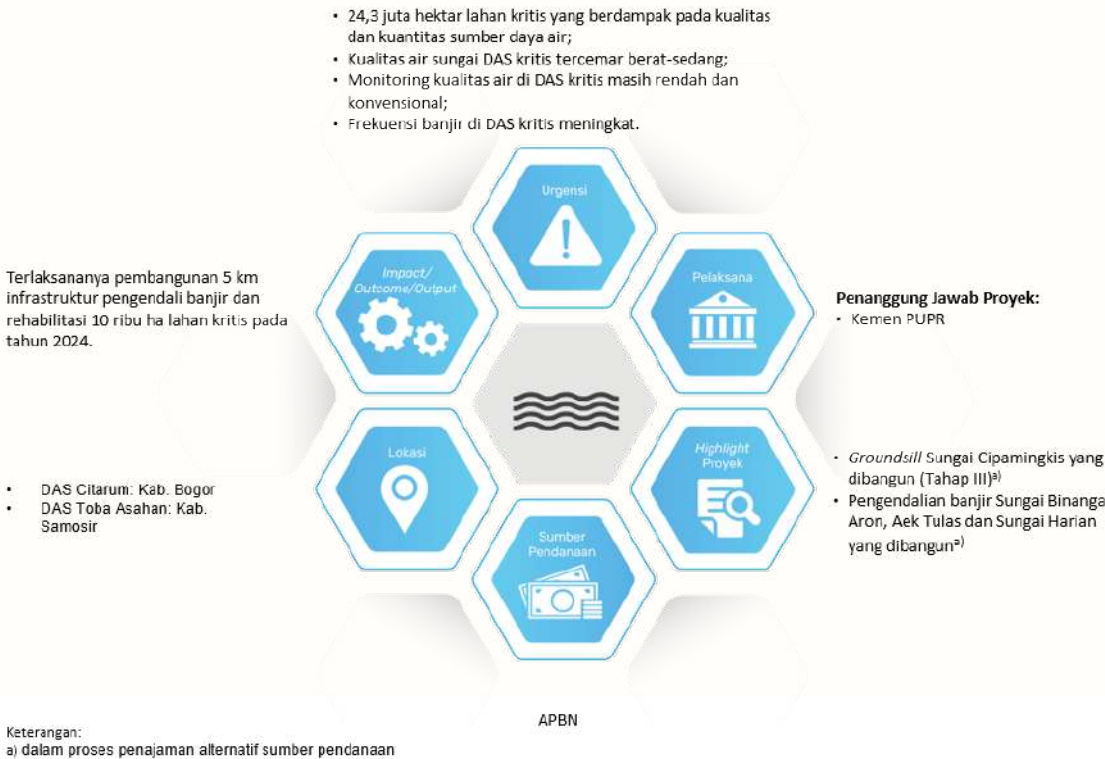 • 24,3 juta hektar lahan kritis yang berdampak pada kualitas
dan kuantitas sumber daya air;
• Kualitas air sungai DAS kritis tercemar berat-sedang;
• Monitoring kualitas air di DAS kritis masih rendah dan
konvensional;
• Frekuensi banjir di DAS kritis meningkat.
Urgensi
Impact/
Outcome/Output
Terlaksananya pembangunan 5 km
infrastruktur pengendali banjir dan
rehabilitasi 10 ribu ha lahan kritis pada
tahun 2024.
Pelaksana
Penanggung Jawab Proyek:
• Kemen PUPR
Lokasi
• DAS Citarum: Kab. Bogor
• DAS Toba Asahan: Kab.
Samosir
Highlight
Proyek
• Groundsill Sungai Cipamingkis yang
dibangun (Tahap III)a)
• Pengendalian banjir Sungai Binanga
Aron, Aek Tulas dan Sungai Harian
yang dibanguna)
Sumber
Pendanaan
APBN
Keterangan:
a) dalam proses penajaman alternatif sumber pendanaan